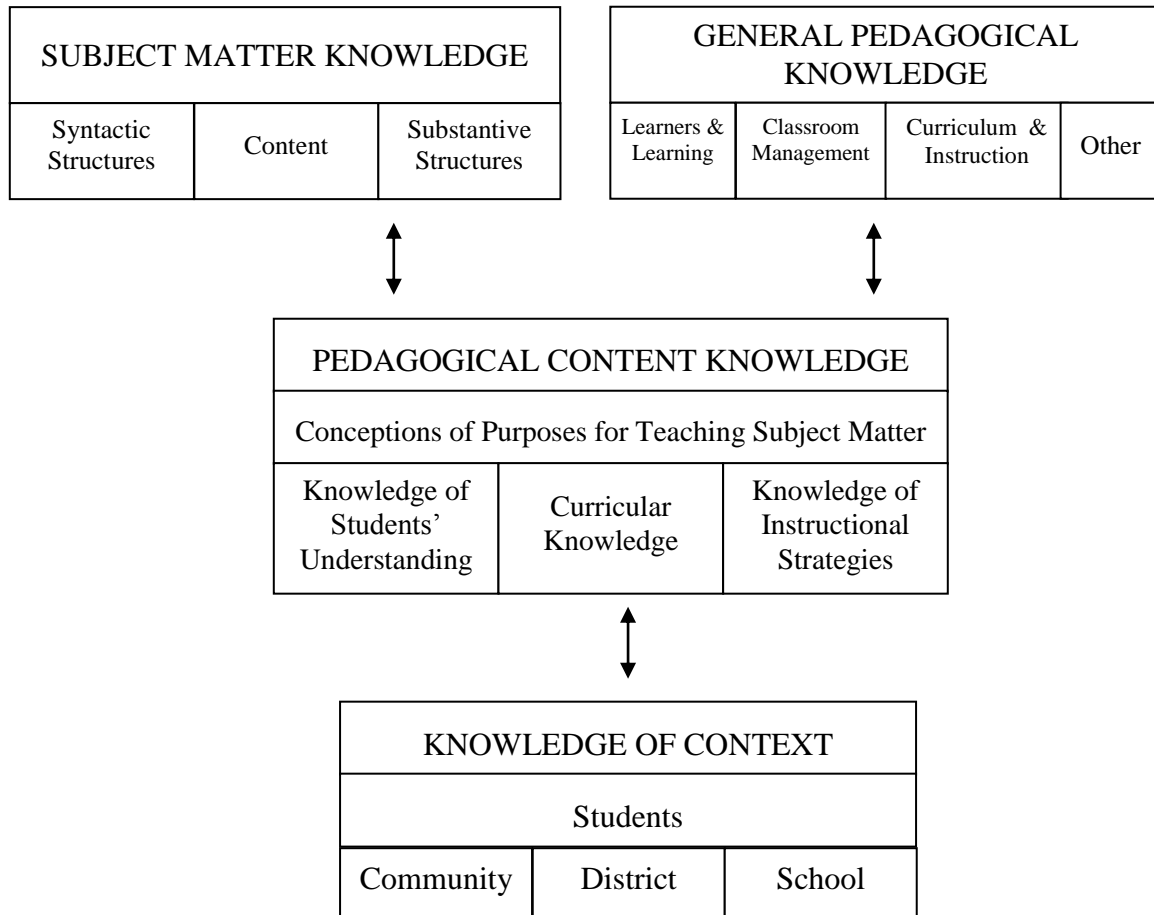 SUBJECT MATTER KNOWLEDGE
Syntactic
Structures
Content
Substantive
Structures
GENERAL PEDAGOGICAL
KNOWLEDGE
Learners &
Learning
Classroom
Management
Curriculum &
Instruction
Other
PEDAGOGICAL CONTENT KNOWLEDGE
Conceptions of Purposes for Teaching Subject Matter
Knowledge of
Students’
Understanding
Curricular
Knowledge
Knowledge of
Instructional
Strategies
KNOWLEDGE OF CONTEXT
Students
Community
District
School